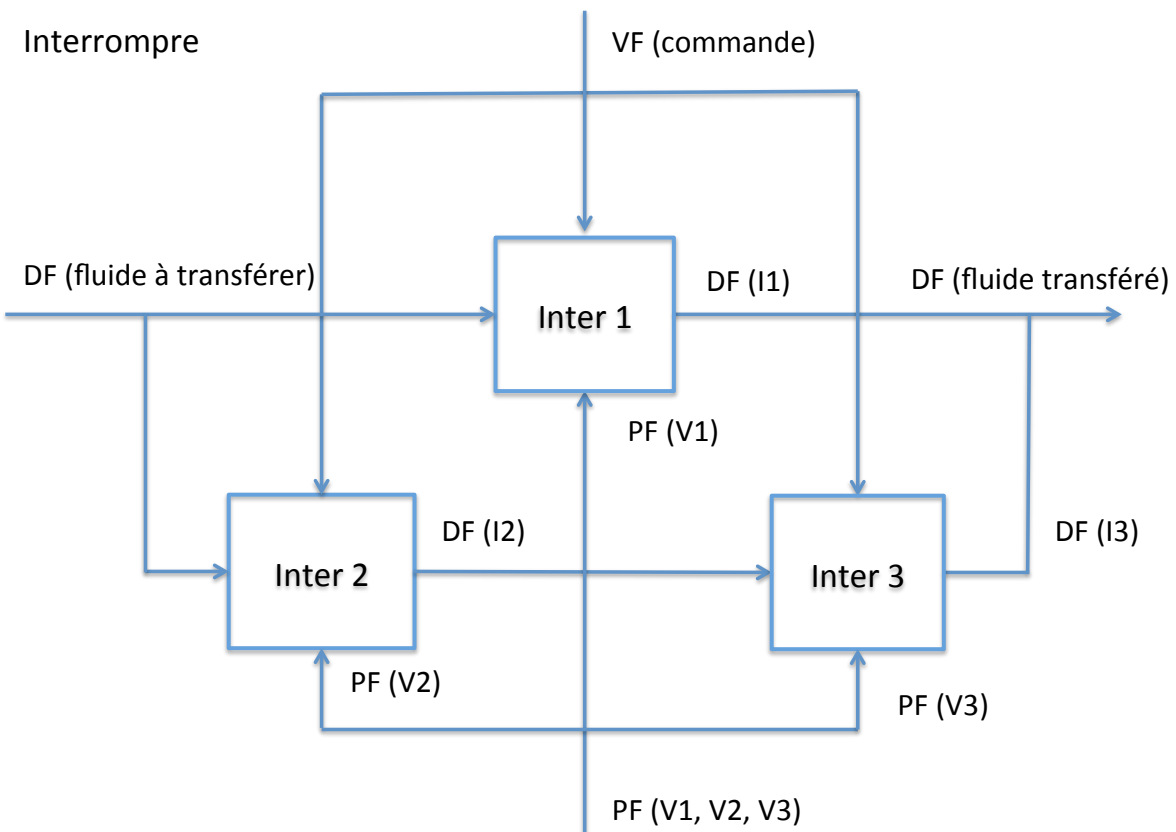 Interrompre
VF (commande)
DF (fluide à transférer)
DF (I1)
DF (fluide transféré)
Inter 1
PF (V1)
DF (I2)
DF (I3)
Inter 2
Inter 3
PF (V2)
PF (V3)
PF (V1, V2, V3)